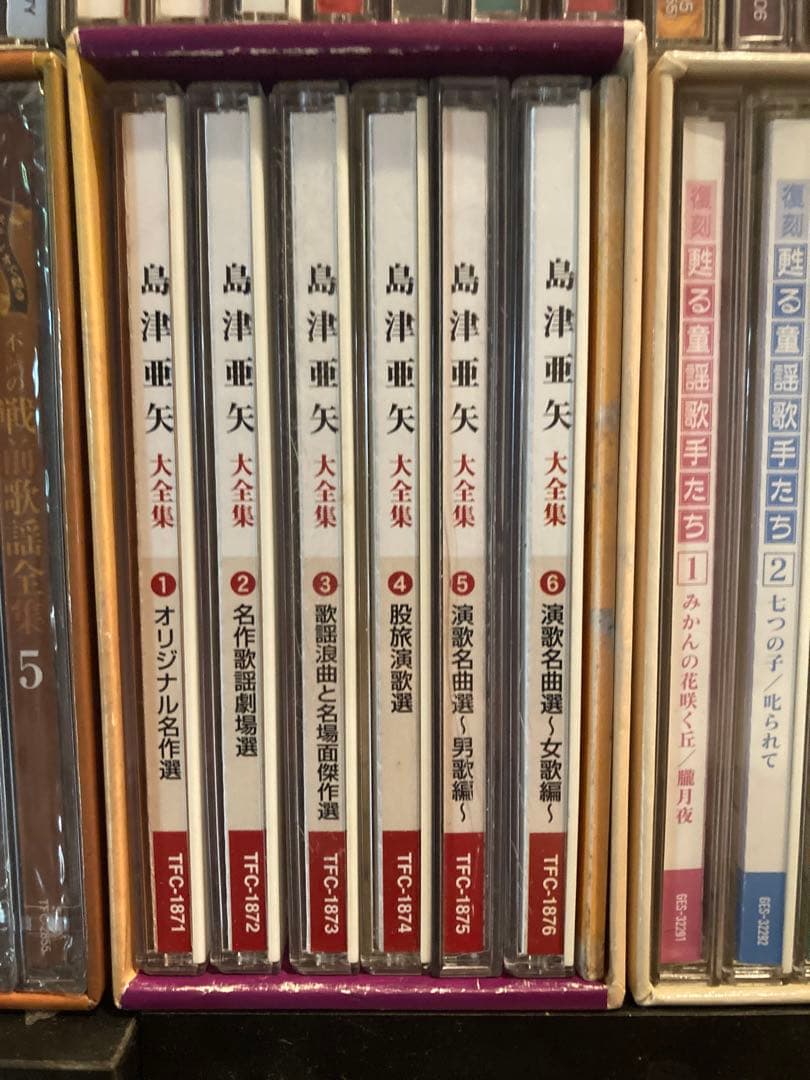 不
の戦前歌謡全集
5
島津亜矢
大全集
1
オリジナル名作選
TFC-1871
島津亜矢
大全集
2
名作歌謡劇場選
TFC-1872
島津亜矢
大全集
3
歌謡浪曲と名場面傑作選
TFC-1873
島津亜矢
大全集
4
股旅演歌選
TFC-1874
島津亜矢
大全集
5
演歌名曲選～男歌編～
TFC-1875
島津亜矢
大全集
6
演歌名曲選～女歌編～
TFC-1876
復刻
甦る童謡歌手たち
1
みかんの花咲く丘/朧月夜
GES-32291
復刻
甦る童謡歌手たち
2
七つの子/叱られて
GES-32292